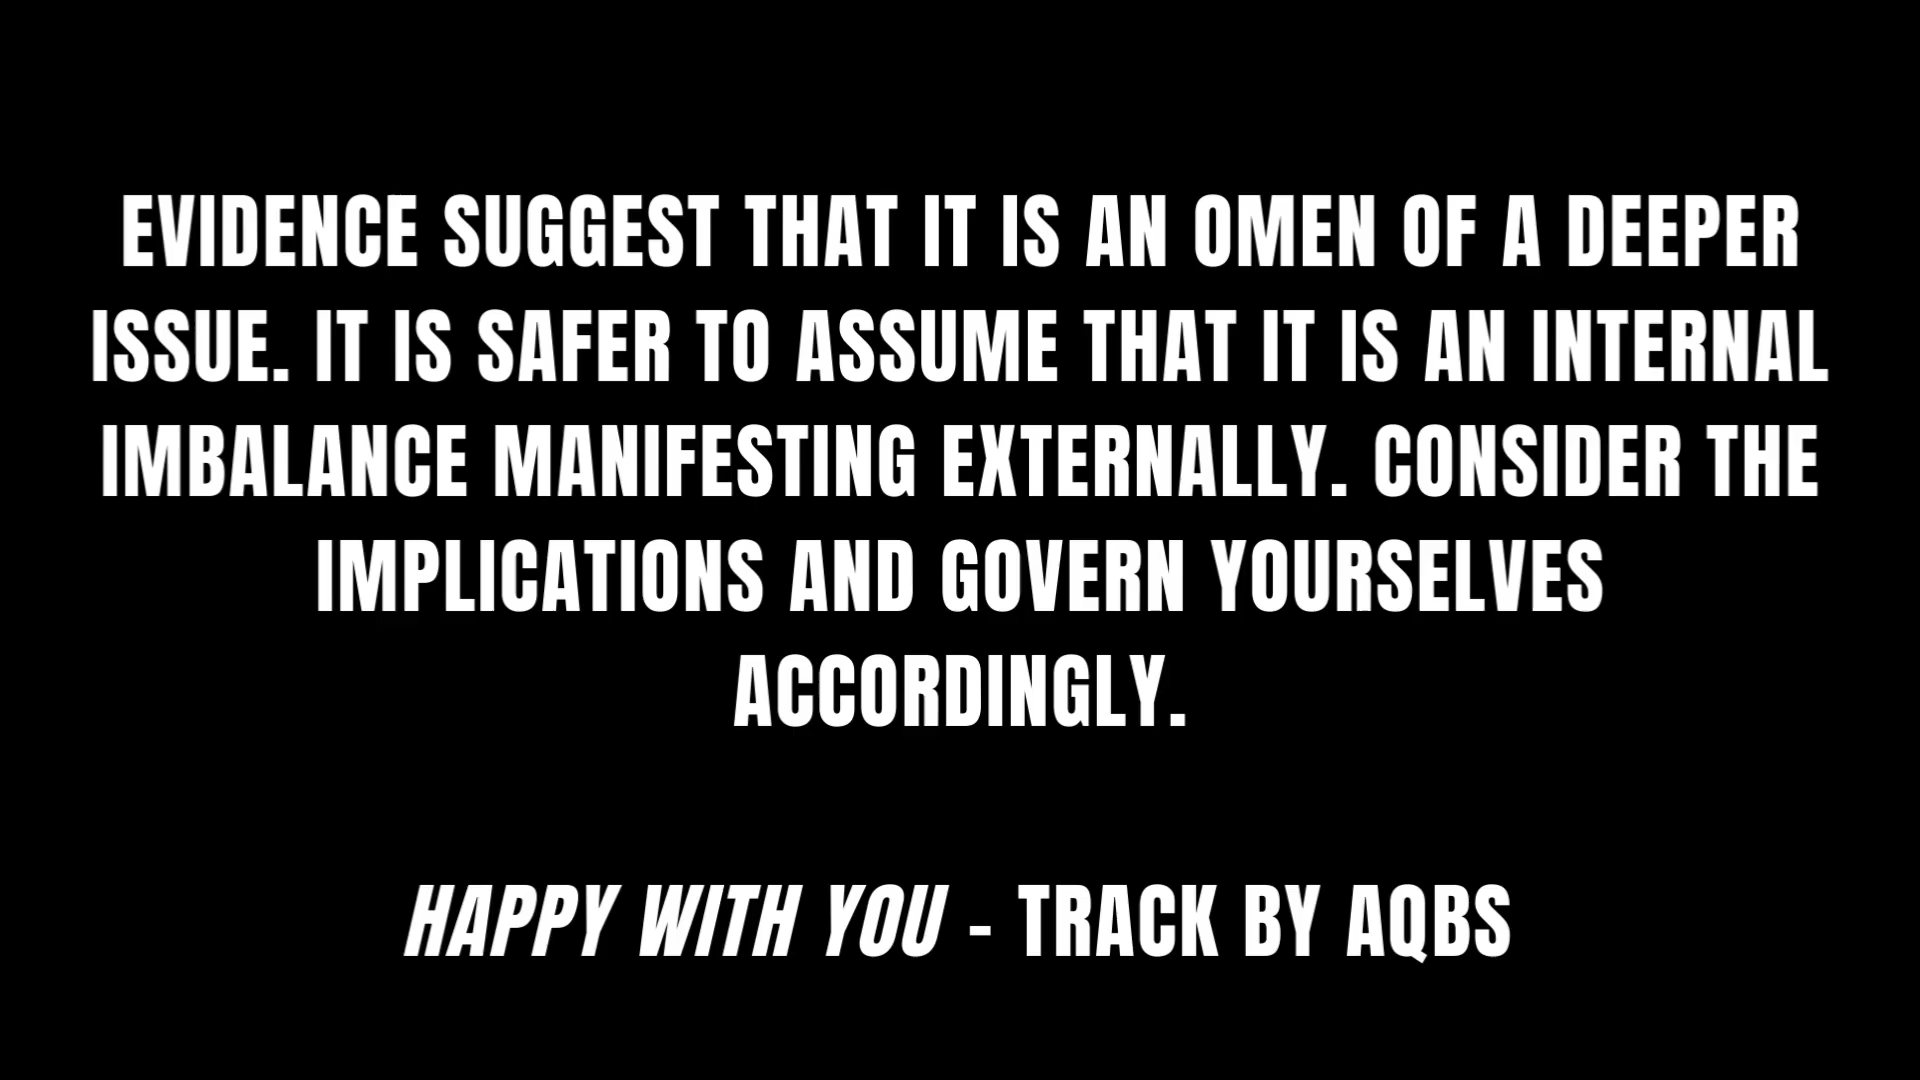 EVIDENCE SUGGEST THAT IT IS AN OMEN OF A DEEPER
ISSUE. IT IS SAFER TO ASSUME THAT IT IS AN INTERNAL
IMBALANCE MANIFESTING EXTERNALLY. CONSIDER THE
IMPLICATIONS AND GOVERN YOURSELVES
ACCORDINGLY.
HAPPY WITH YOU - TRACK BY AQBS